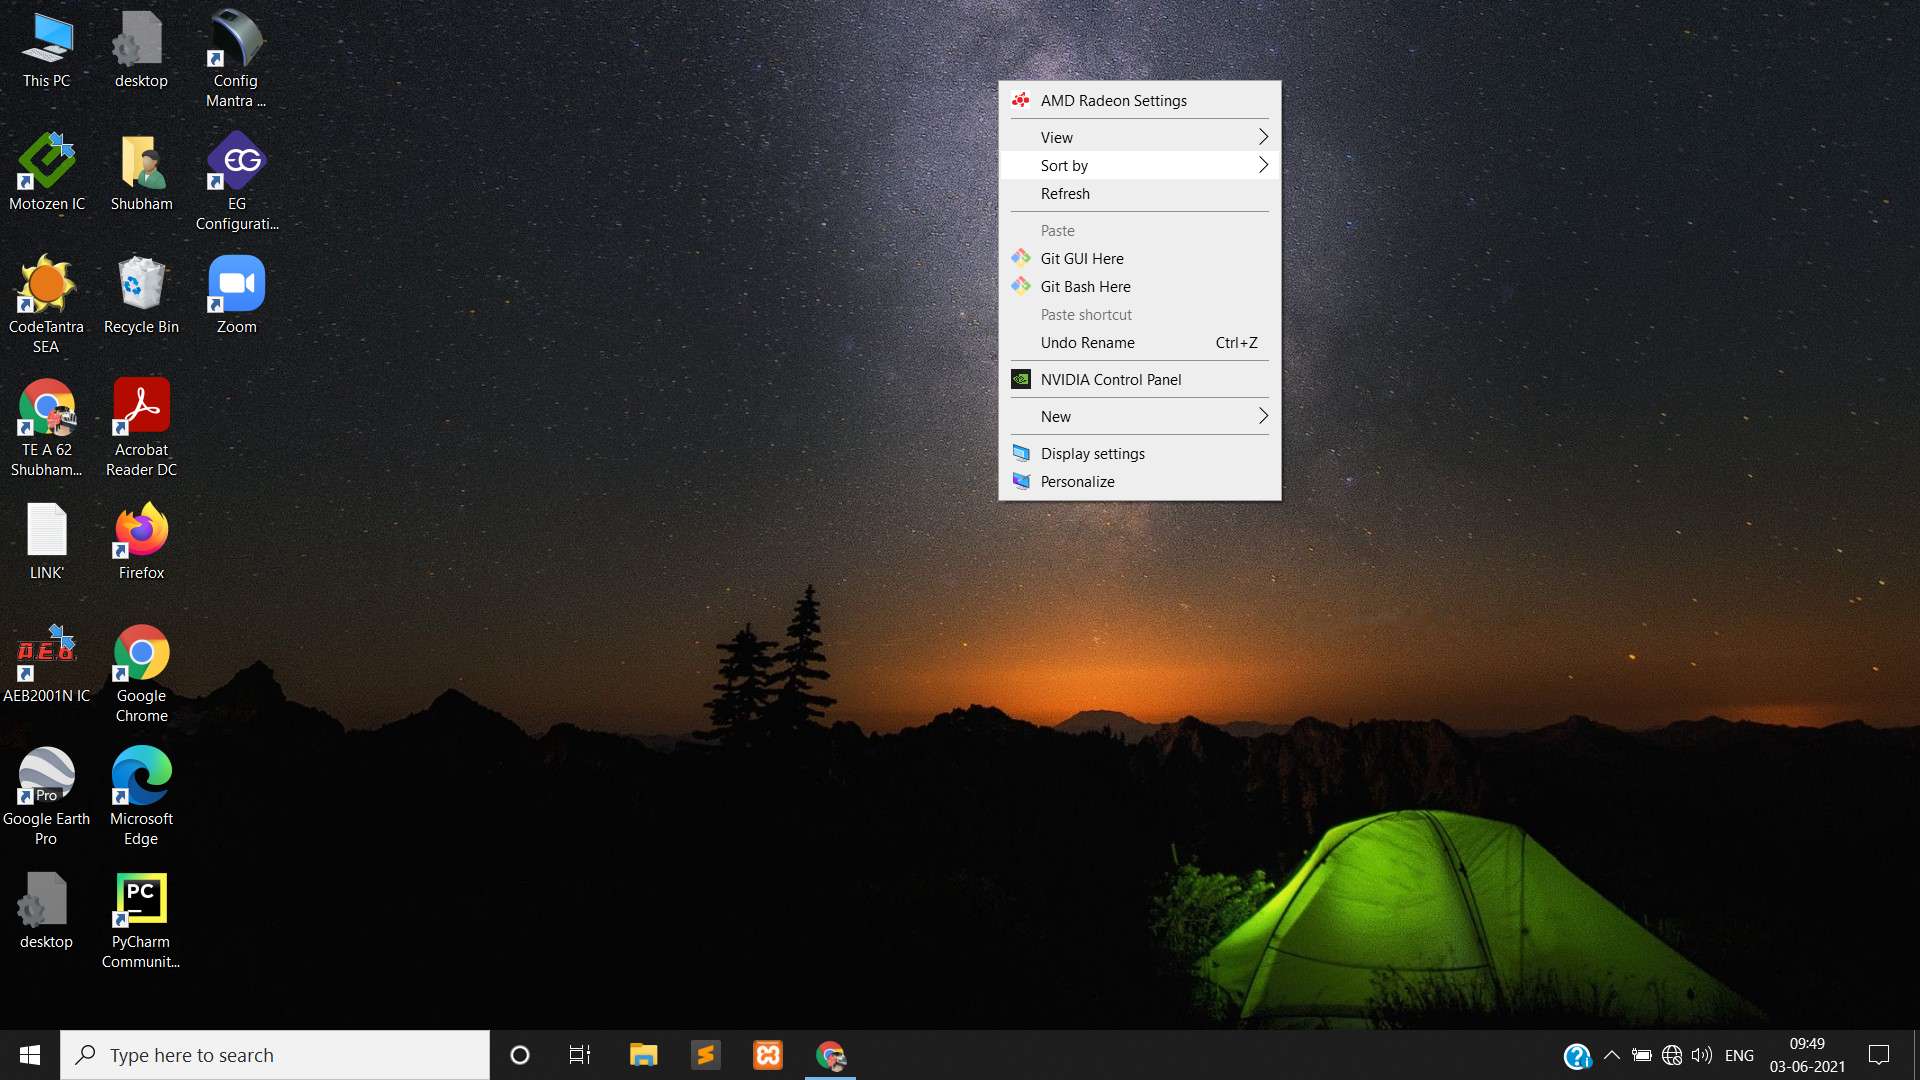 This PC
desktop
Config
Mantra ...
Motozen IC
Shubham
EG
EG
Configurati...
CodeTantra
SEA
Recycle Bin
Zoom
TE A 62
Shubham...
Acrobat
Reader DC
LINK'
Firefox
AEB
AEB2001N IC
Google
Chrome
Pro
Google Earth
Pro
Microsoft
Edge
desktop
PC
PyCharm
Communit...
AMD Radeon Settings
View
Sort by
Refresh
Paste
Git GUI Here
Git Bash Here
Paste shortcut
Undo Rename Ctrl+Z
NVIDIA Control Panel
New
Display settings
Personalize
Type here to search
ENG
09:49
03-06-2021